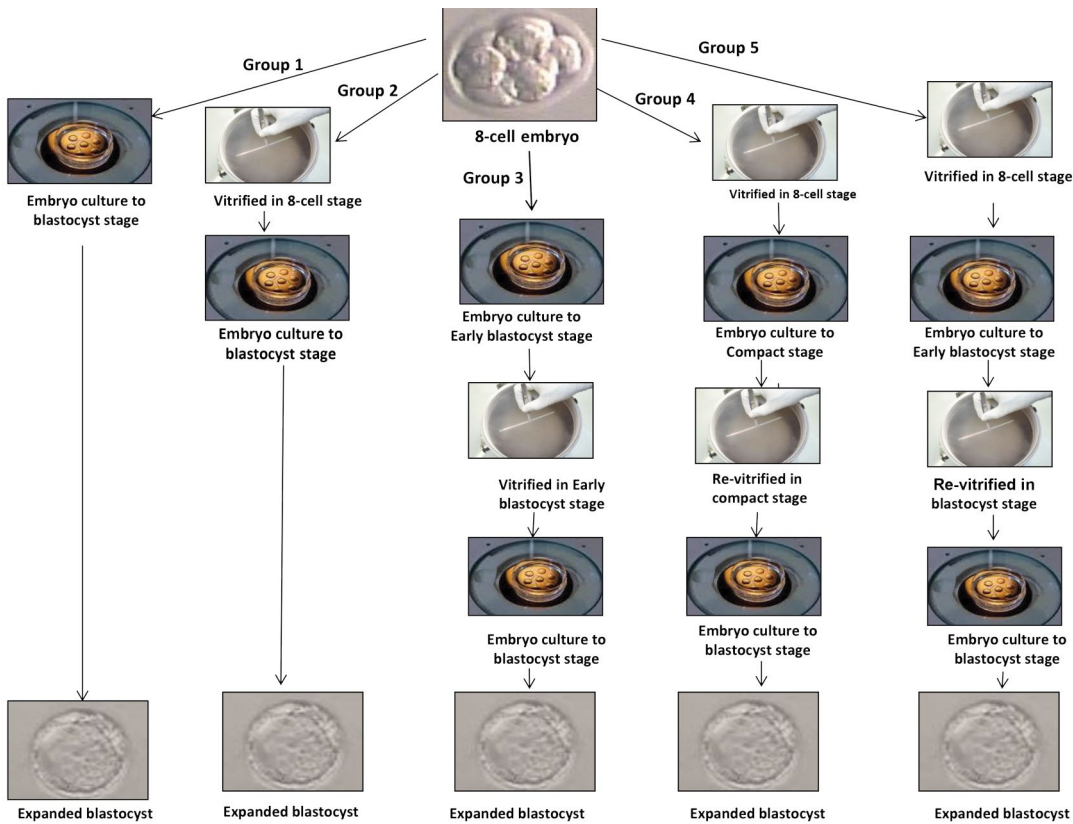 Group 1
Group 2
8-cell embryo
Group 3
Group 4
Group 5
Embryo culture to
blastocyst stage
Vitrified in 8-cell stage
Embryo culture to
blastocyst stage
Embryo culture to
Early blastocyst stage
Vitrified in Early
blastocyst stage
Embryo culture to
blastocyst stage
Vitrified in 8-cell stage
Embryo culture to
Compact stage
Re-vitrified in
compact stage
Embryo culture to
blastocyst stage
Vitrified in 8-cell stage
Embryo culture to
Early blastocyst stage
Re-vitrified in
blastocyst stage
Embryo culture to
blastocyst stage
Expanded blastocyst
Expanded blastocyst
Expanded blastocyst
Expanded blastocyst
Expanded blastocyst